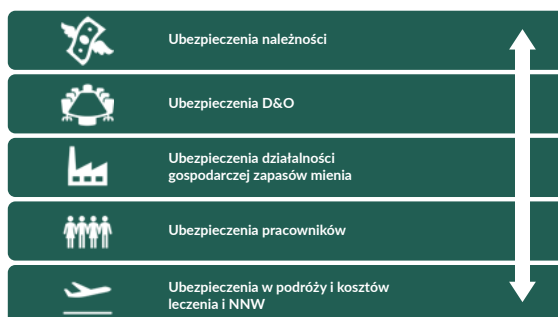 Ubezpieczenia należności
Ubezpieczenia D&O
Ubezpieczenia działalności
gospodarczej zapasów mienia
Ubezpieczenia pracowników
Ubezpieczenia w podróży i kosztów
leczenia i NNW